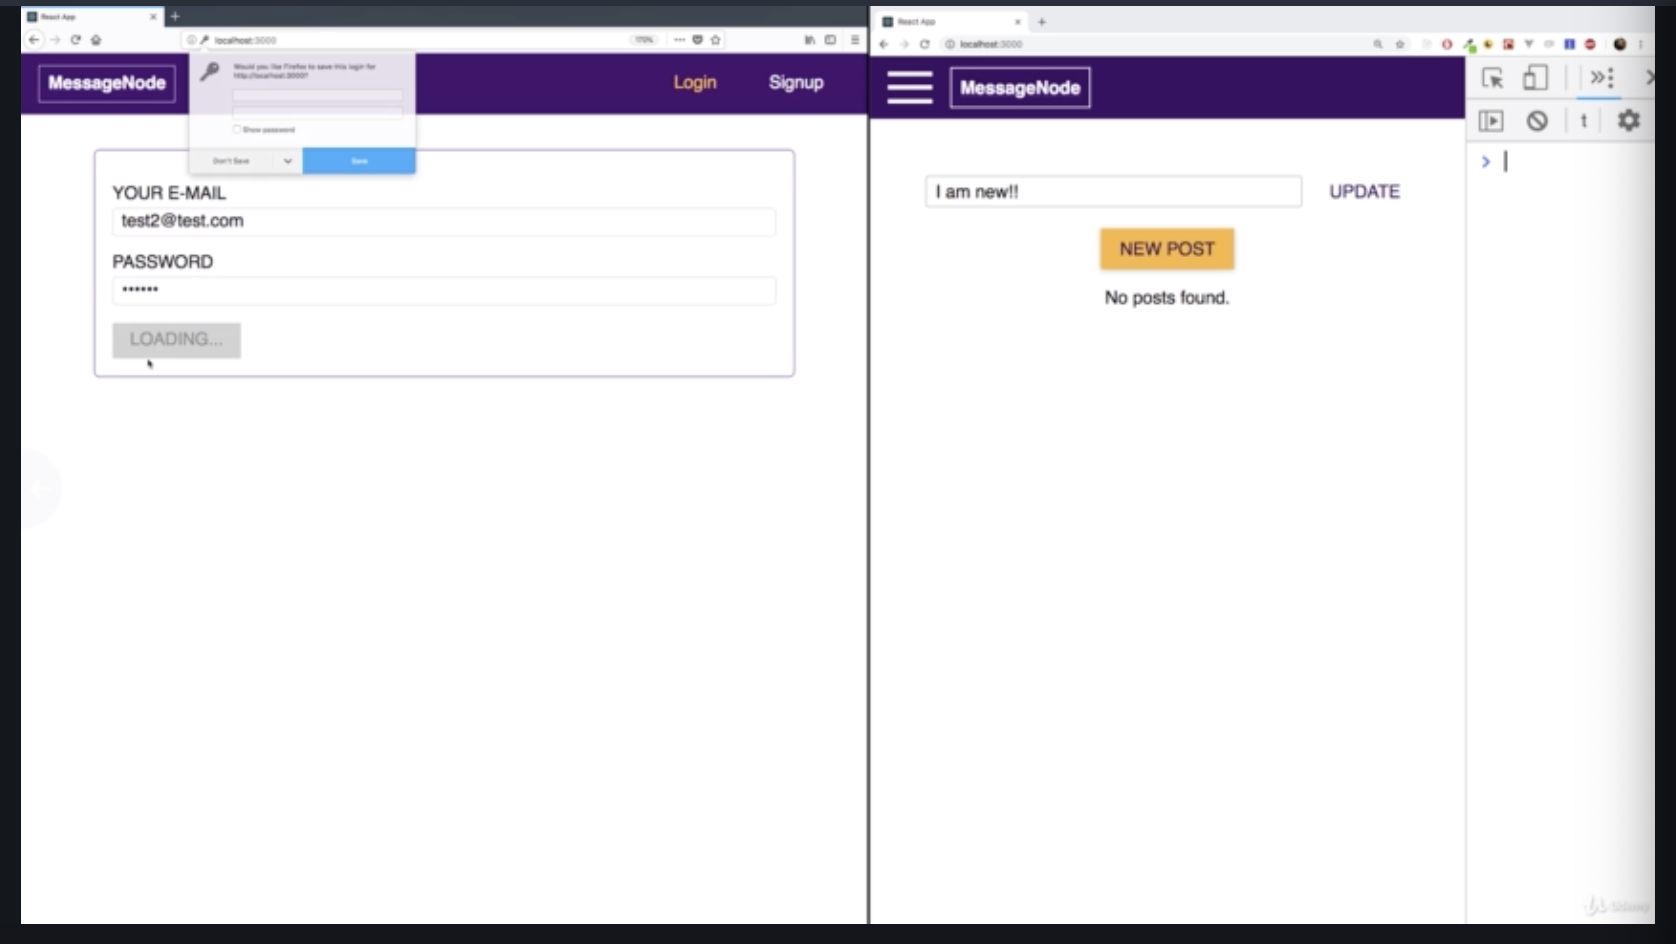 React App
localhost:3000
170%
Would you like Firefox to save this login for
http://localhost:3000?
Show password
Don't Save
Save
MessageNode
Login
Signup
YOUR E-MAIL
test2@test.com
PASSWORD
••••••
LOADING...
React App
localhost:3000
MessageNode
I am new!!
UPDATE
NEW POST
No posts found.
t
Udemy